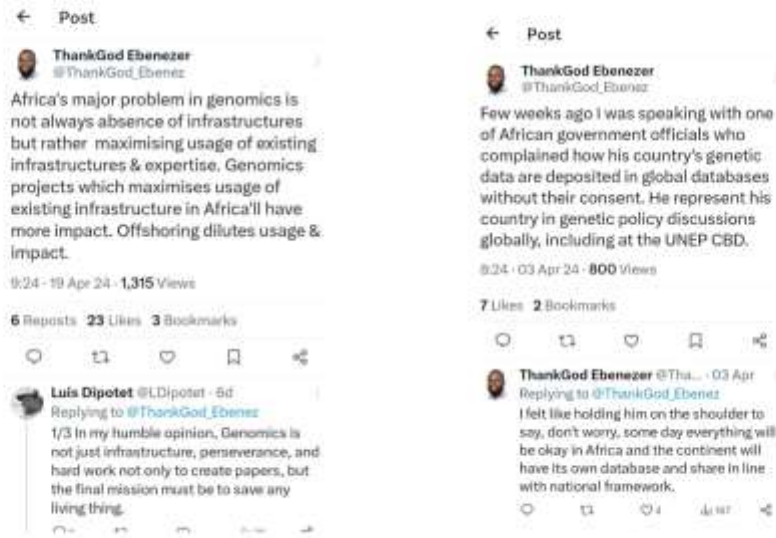 Post
ThankGod Ebenezer
@ThankGod_Ebenez
Africa's major problem in genomics is
not always absence of infrastructures
but rather maximising usage of existing
infrastructures & expertise. Genomics
projects which maximises usage of
existing infrastructure in Africa'll have
more impact. Offshoring dilutes usage &
impact.
9:24 · 19 Apr 24 · 1,315 Views
6 Reposts 23 Likes 3 Bookmarks
Luis Dipotet @LDipotet · 6d
Replying to @ThankGod_Ebenez
1/3 In my humble opinion, Genomics is
not just infrastructure, perseverance, and
hard work not only to create papers, but
the final mission must be to save any
living thing.
Post
ThankGod Ebenezer
@ThankGod_Ebenez
Few weeks ago I was speaking with one
of African government officials who
complained how his country's genetic
data are deposited in global databases
without their consent. He represent his
country in genetic policy discussions
globally, including at the UNEP CBD.
8:24 · 03 Apr 24 · 800 Views
7 Likes 2 Bookmarks
ThankGod Ebenezer @Tha... · 03 Apr
Replying to @ThankGod_Ebenez
I felt like holding him on the shoulder to
say, don't worry, some day everything will
be okay in Africa and the continent will
have its own database and share in line
with national framework.
4 167